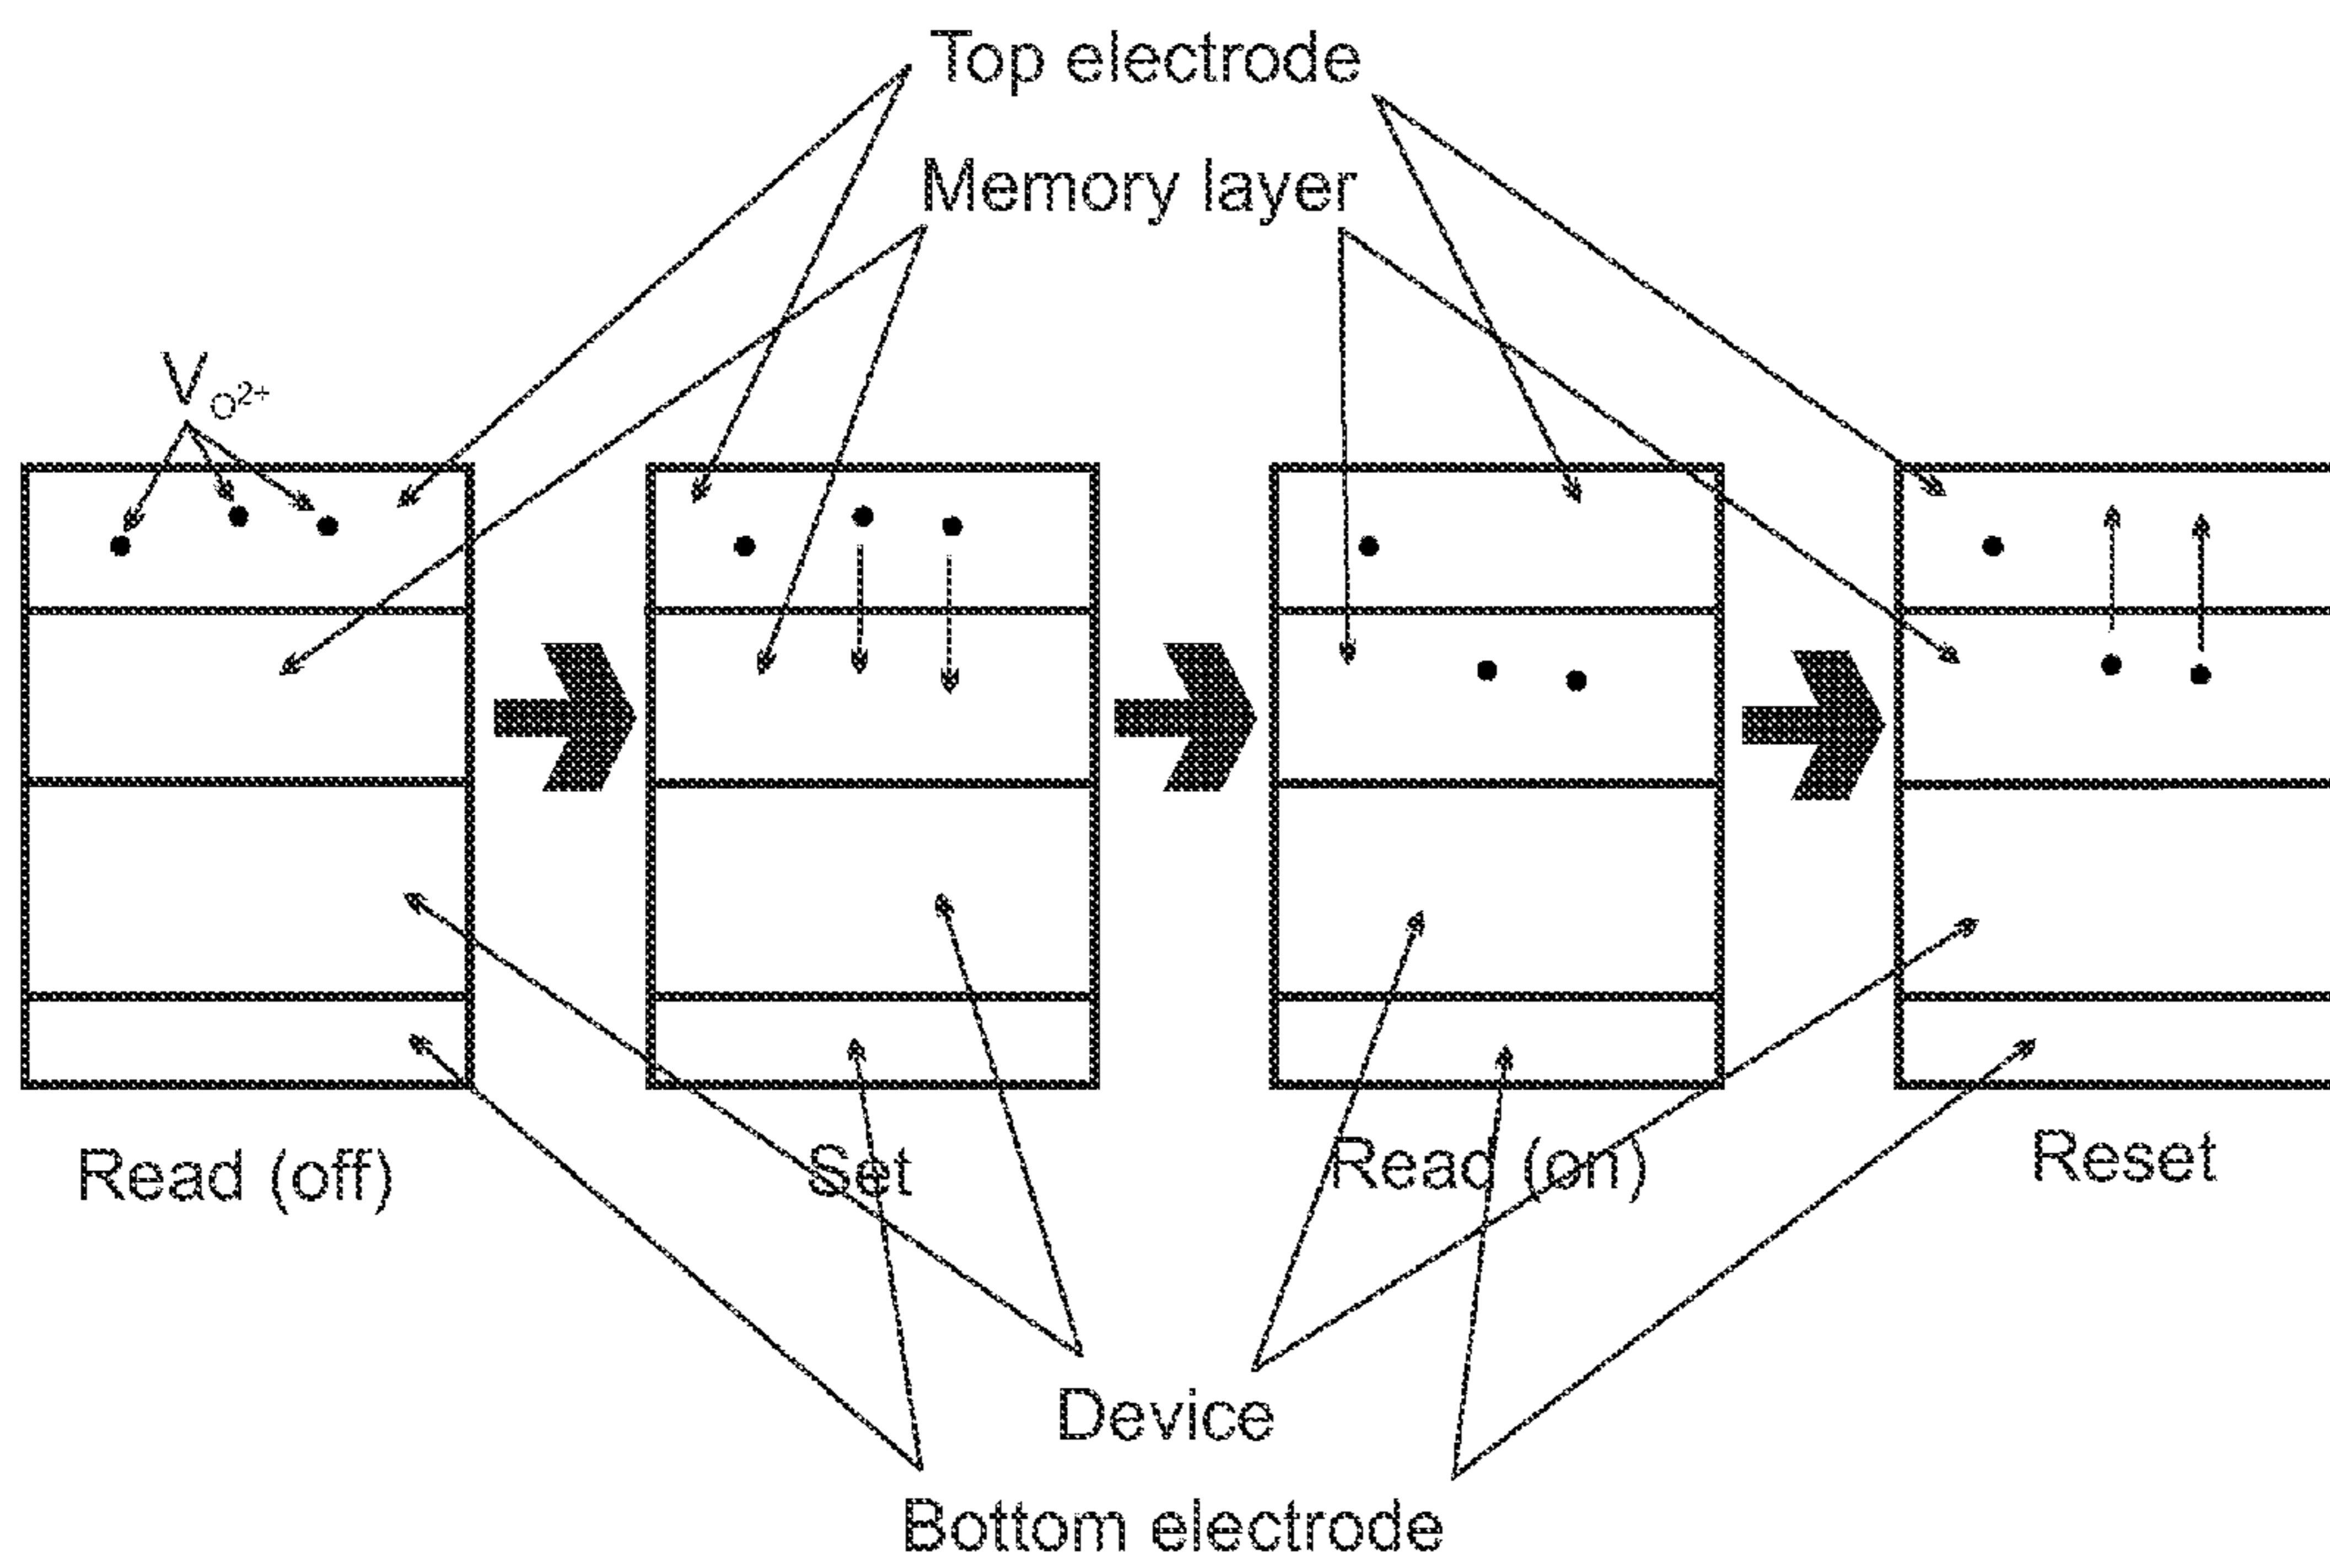 Top electrode
Memory layer
V O²⁺
Read (off)
Set
Read (on)
Reset
Device
Bottom electrode